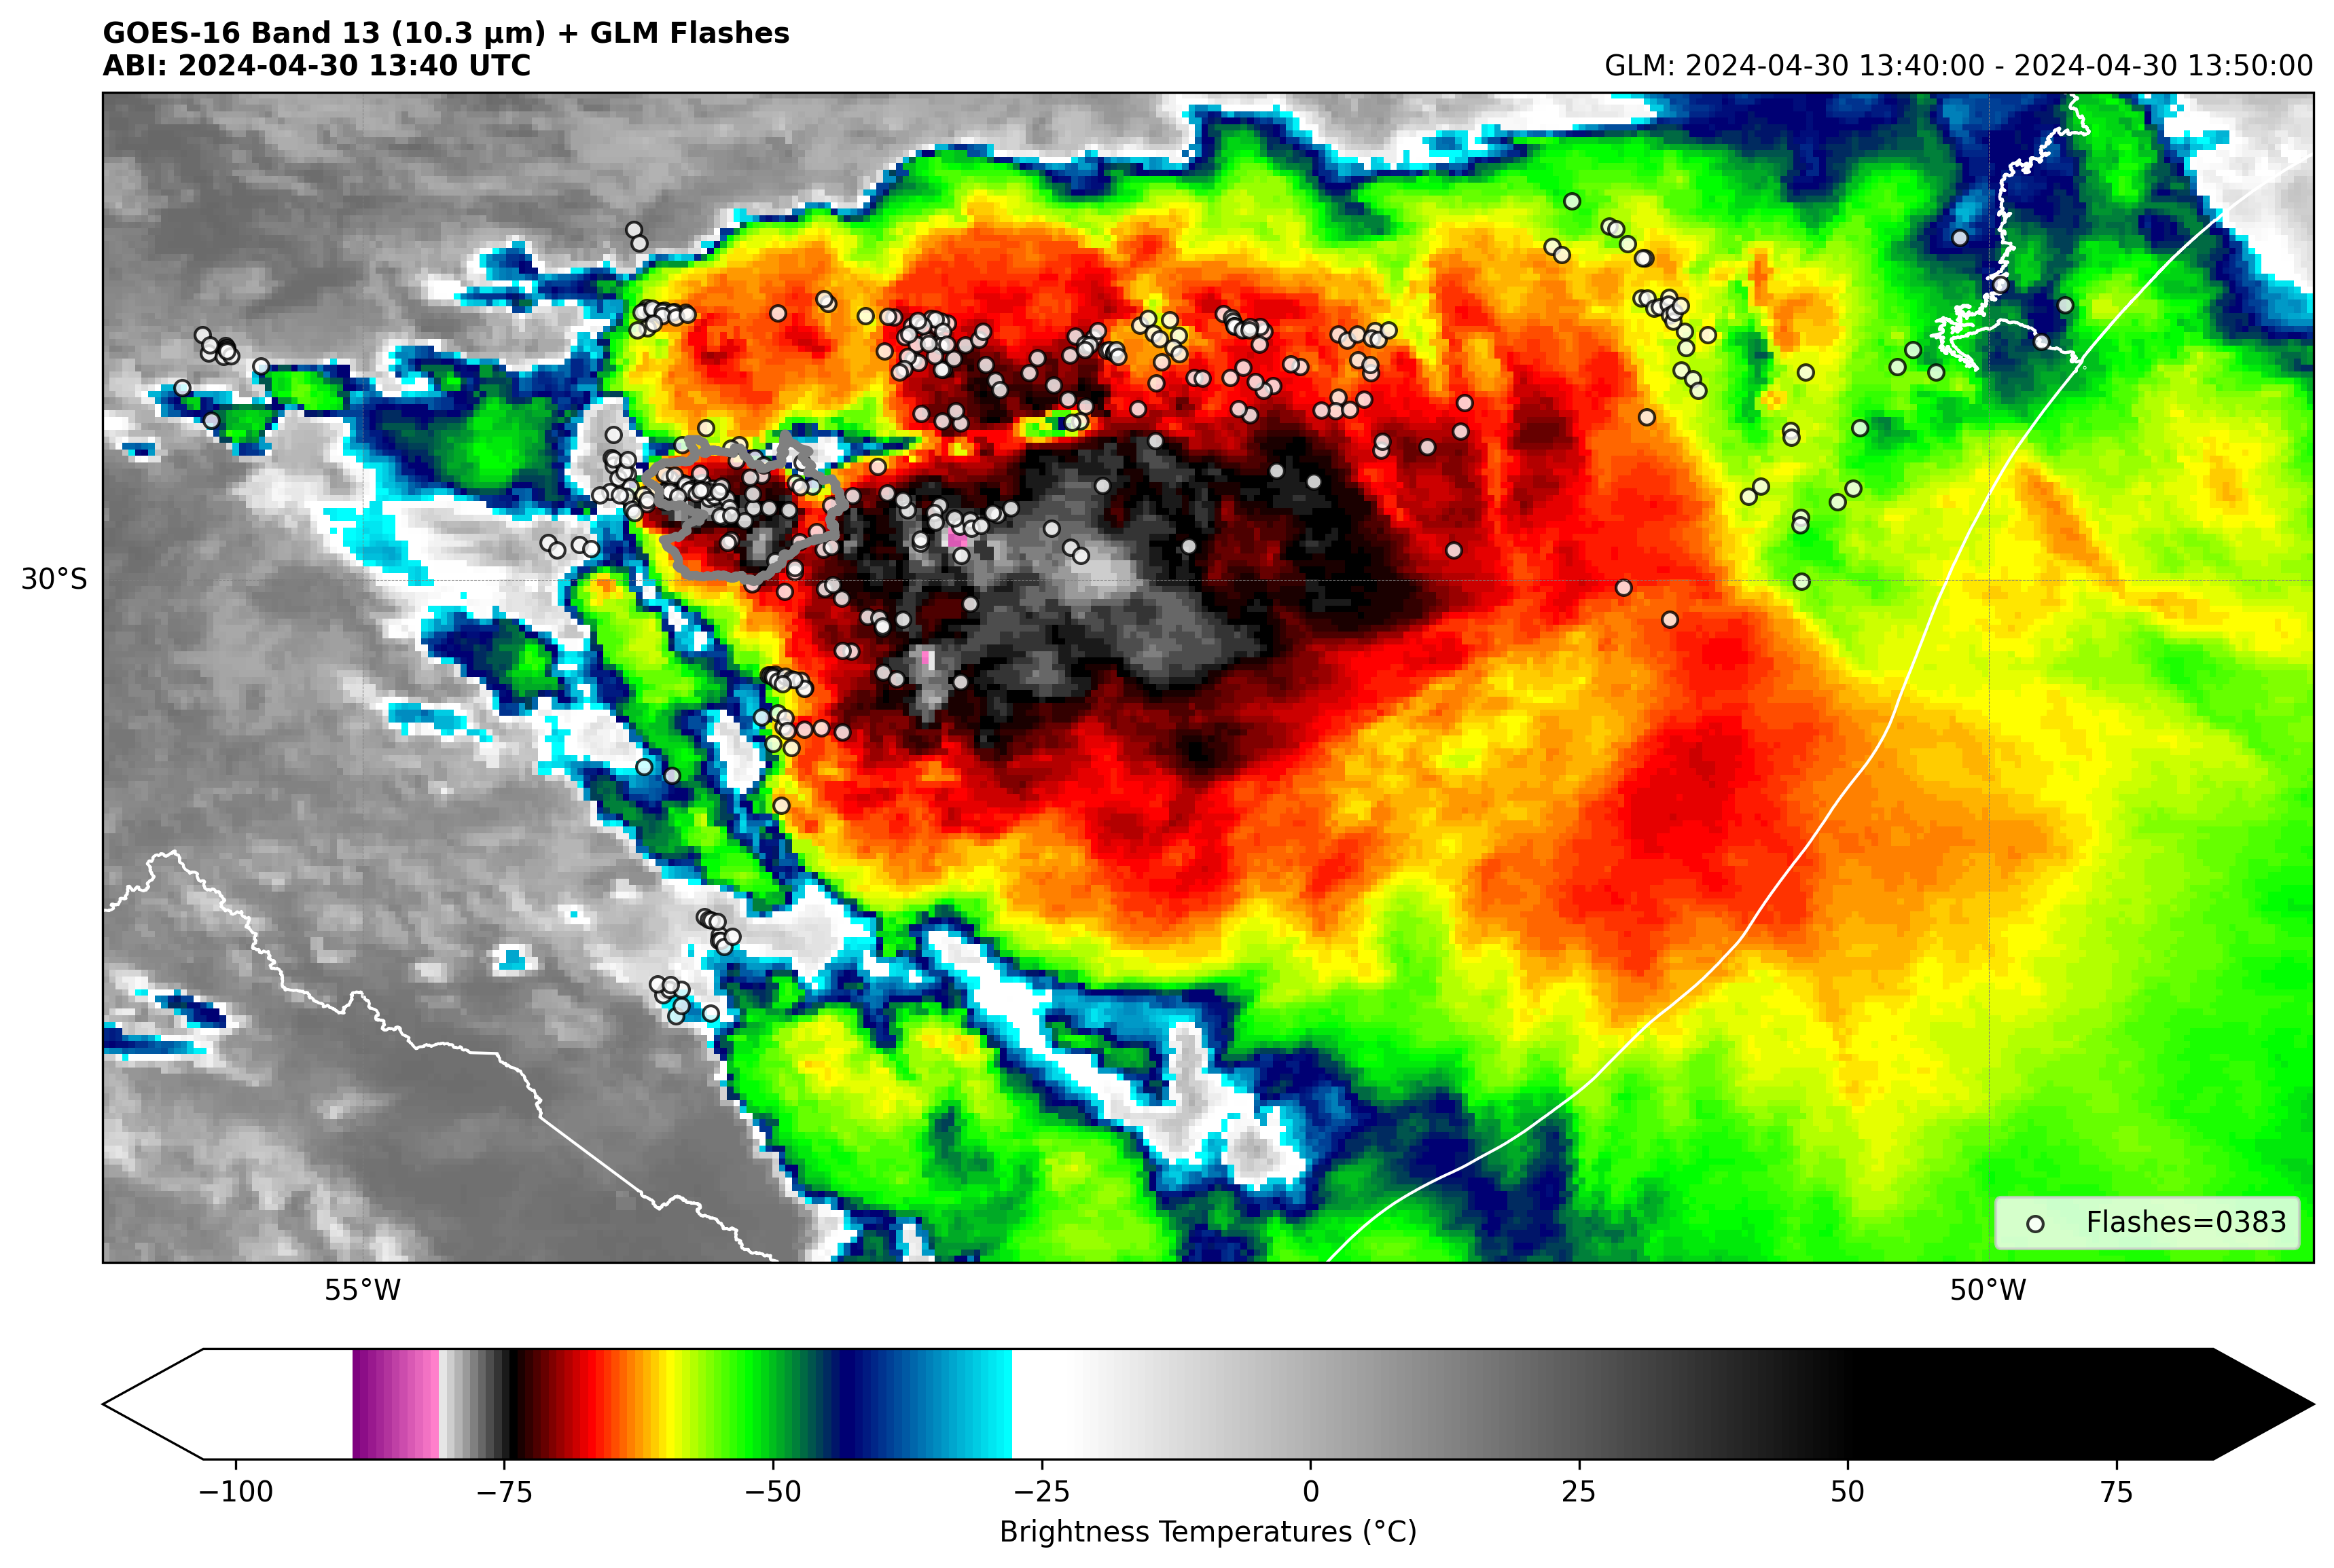 GOES-16 Band 13 (10.3 µm) + GLM Flashes
ABI: 2024-04-30 13:40 UTC
GLM: 2024-04-30 13:40:00 - 2024-04-30 13:50:00
30°S
Flashes=0383
55°W
50°W
−100
−75
−50
−25
0
25
50
75
Brightness Temperatures (°C)